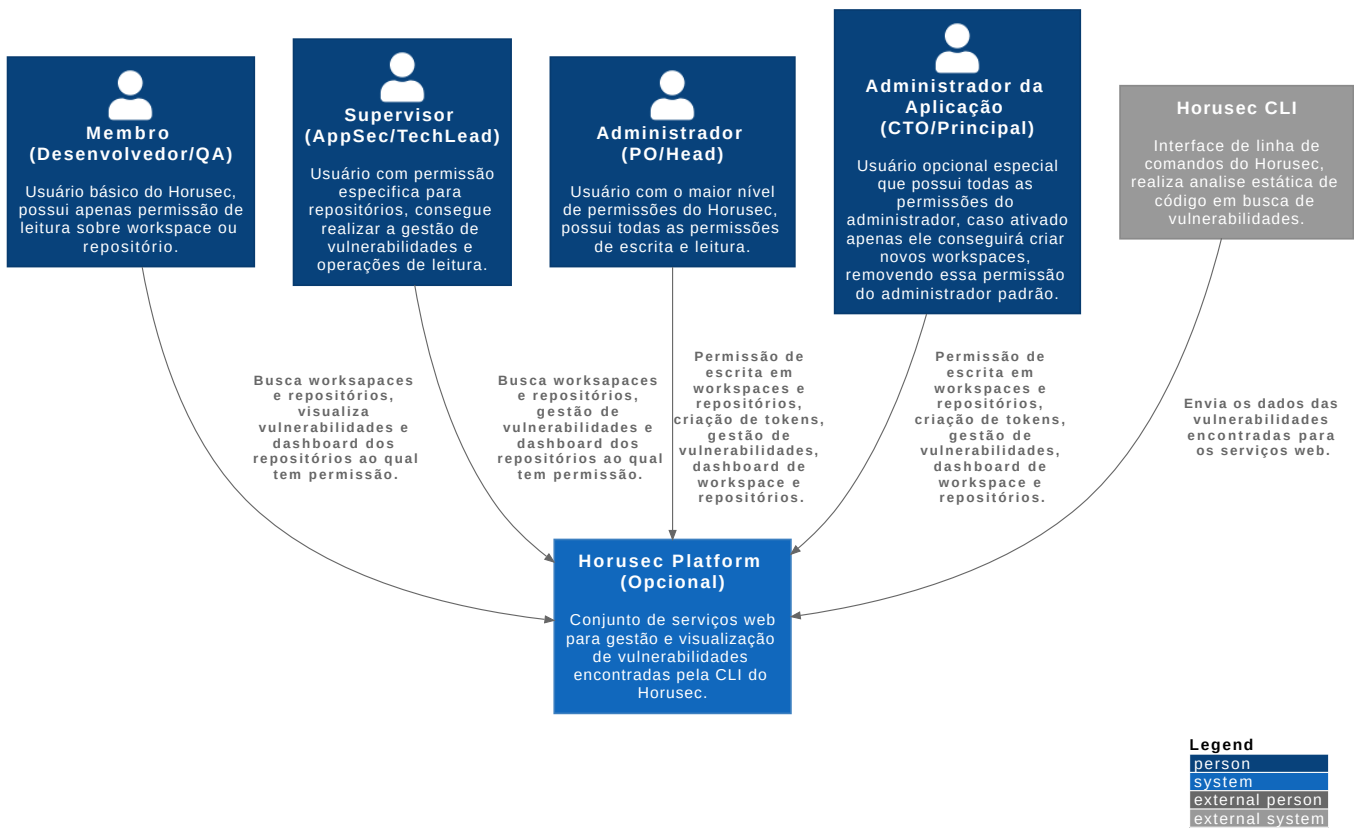 Membro
(Desenvolvedor/QA)
Usuário básico do Horusec,
possui apenas permissão de
leitura sobre workspace ou
repositório.
Supervisor
(AppSec/TechLead)
Usuário com permissão
especifica para
repositórios, consegue
realizar a gestão de
vulnerabilidades e
operações de leitura.
Administrador
(PO/Head)
Usuário com o maior nível
de permissões do Horusec,
possui todas as permissões
de escrita e leitura.
Administrador da
Aplicação
(CTO/Principal)
Usuário opcional especial
que possui todas as
permissões do
administrador, caso ativado
apenas ele conseguirá criar
novos workspaces,
removendo essa permissão
do administrador padrão.
Horusec CLI
Interface de linha de
comandos do Horusec,
realiza analise estática de
código em busca de
vulnerabilidades.
Busca worksapaces
e repositórios,
visualiza
vulnerabilidades e
dashboard dos
repositórios ao qual
tem permissão.
Busca worksapaces
e repositórios,
gestão de
vulnerabilidades e
dashboard dos
repositórios ao qual
tem permissão.
Permissão de
escrita em
workspaces e
repositórios,
criação de tokens,
gestão de
vulnerabilidades,
dashboard de
workspace e
repositórios.
Permissão de
escrita em
workspaces e
repositórios,
criação de tokens,
gestão de
vulnerabilidades,
dashboard de
workspace e
repositórios.
Envia os dados das
vulnerabilidades
encontradas para
os serviços web.
Horusec Platform
(Opcional)
Conjunto de serviços web
para gestão e visualização
de vulnerabilidades
encontradas pela CLI do
Horusec.
Legend
person
system
external person
external system